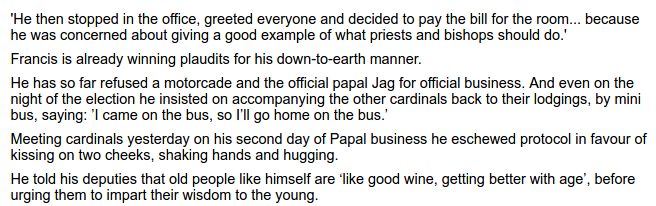 'He then stopped in the office, greeted everyone and decided to pay the bill for the room... because
he was concerned about giving a good example of what priests and bishops should do.'
Francis is already winning plaudits for his down-to-earth manner.
He has so far refused a motorcade and the official papal Jag for official business. And even on the
night of the election he insisted on accompanying the other cardinals back to their lodgings, by mini
bus, saying: 'I came on the bus, so I’ll go home on the bus.’
Meeting cardinals yesterday on his second day of Papal business he eschewed protocol in favour of
kissing on two cheeks, shaking hands and hugging.
He told his deputies that old people like himself are ‘like good wine, getting better with age’, before
urging them to impart their wisdom to the young.